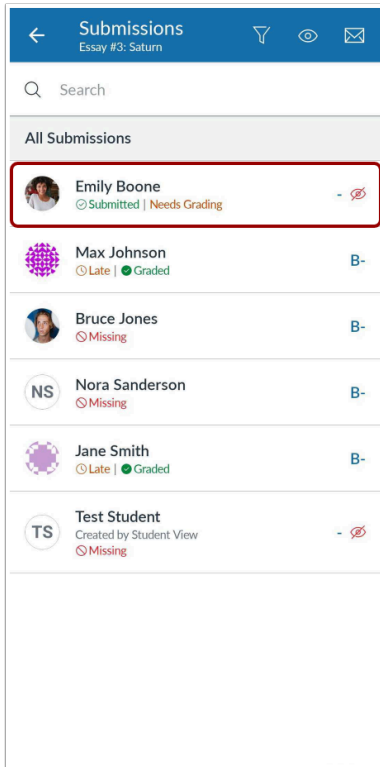 Submissions
Essay #3: Saturn
Search
All Submissions
Emily Boone
Submitted | Needs Grading
-
Max Johnson
Late | Graded
B-
Bruce Jones
Missing
B-
NS
Nora Sanderson
Missing
B-
Jane Smith
Late | Graded
B-
TS
Test Student
Created by Student View
Missing
-